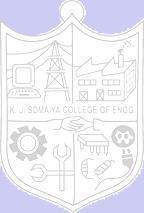 K. J. SOMAIYA COLLEGE OF ENGG.